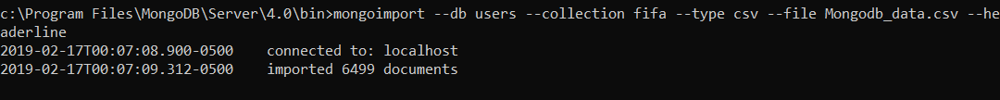 c:\Program Files\MongoDB\Server\4.0\bin>mongoimport --db users --collection fifa --type csv --file Mongodb_data.csv --he
aderline
2019-02-17T00:07:08.900-0500    connected to: localhost
2019-02-17T00:07:09.312-0500    imported 6499 documents